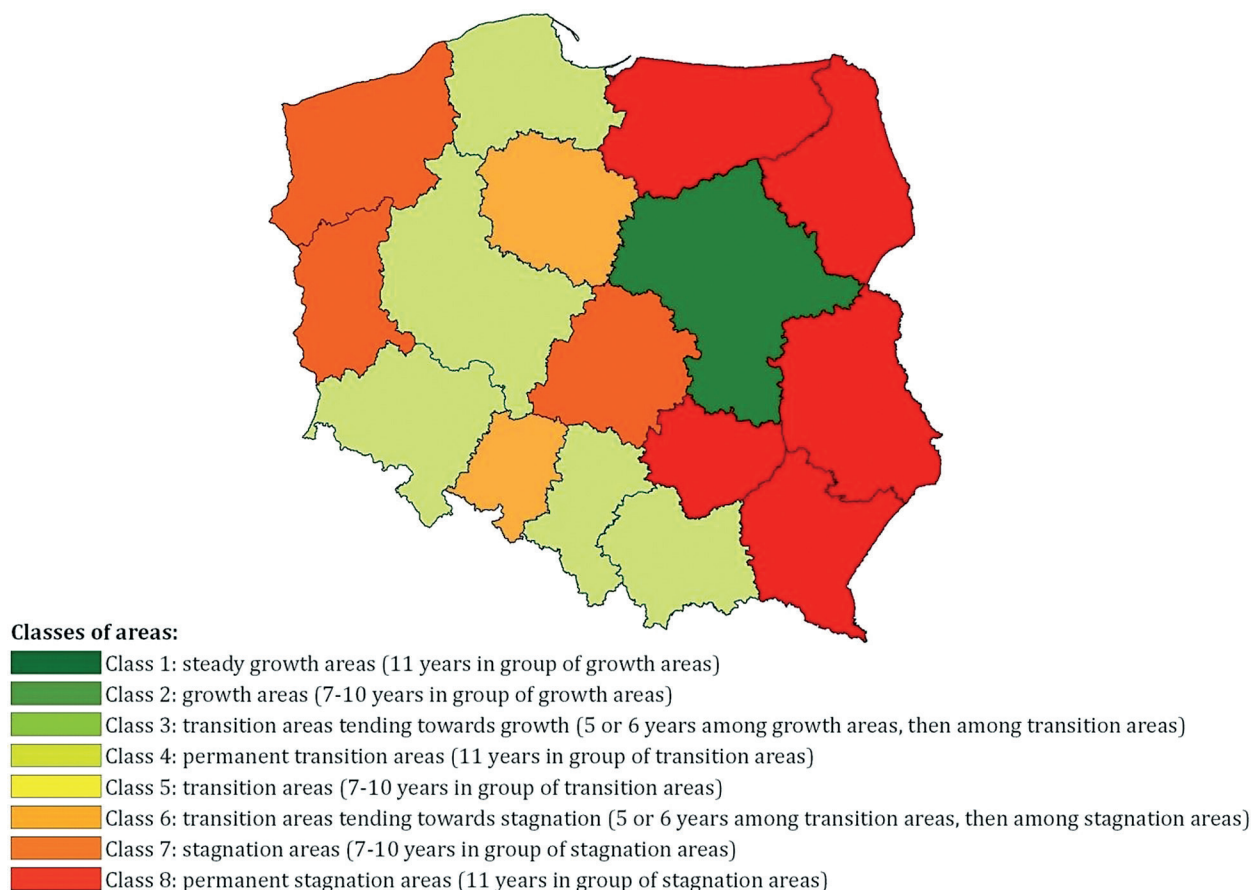 Classes of areas:
Class 1: steady growth areas (11 years in group of growth areas)
Class 2: growth areas (7-10 years in group of growth areas)
Class 3: transition areas tending towards growth (5 or 6 years among growth areas, then among transition areas)
Class 4: permanent transition areas (11 years in group of transition areas)
Class 5: transition areas (7-10 years in group of transition areas)
Class 6: transition areas tending towards stagnation (5 or 6 years among transition areas, then among stagnation areas)
Class 7: stagnation areas (7-10 years in group of stagnation areas)
Class 8: permanent stagnation areas (11 years in group of stagnation areas)